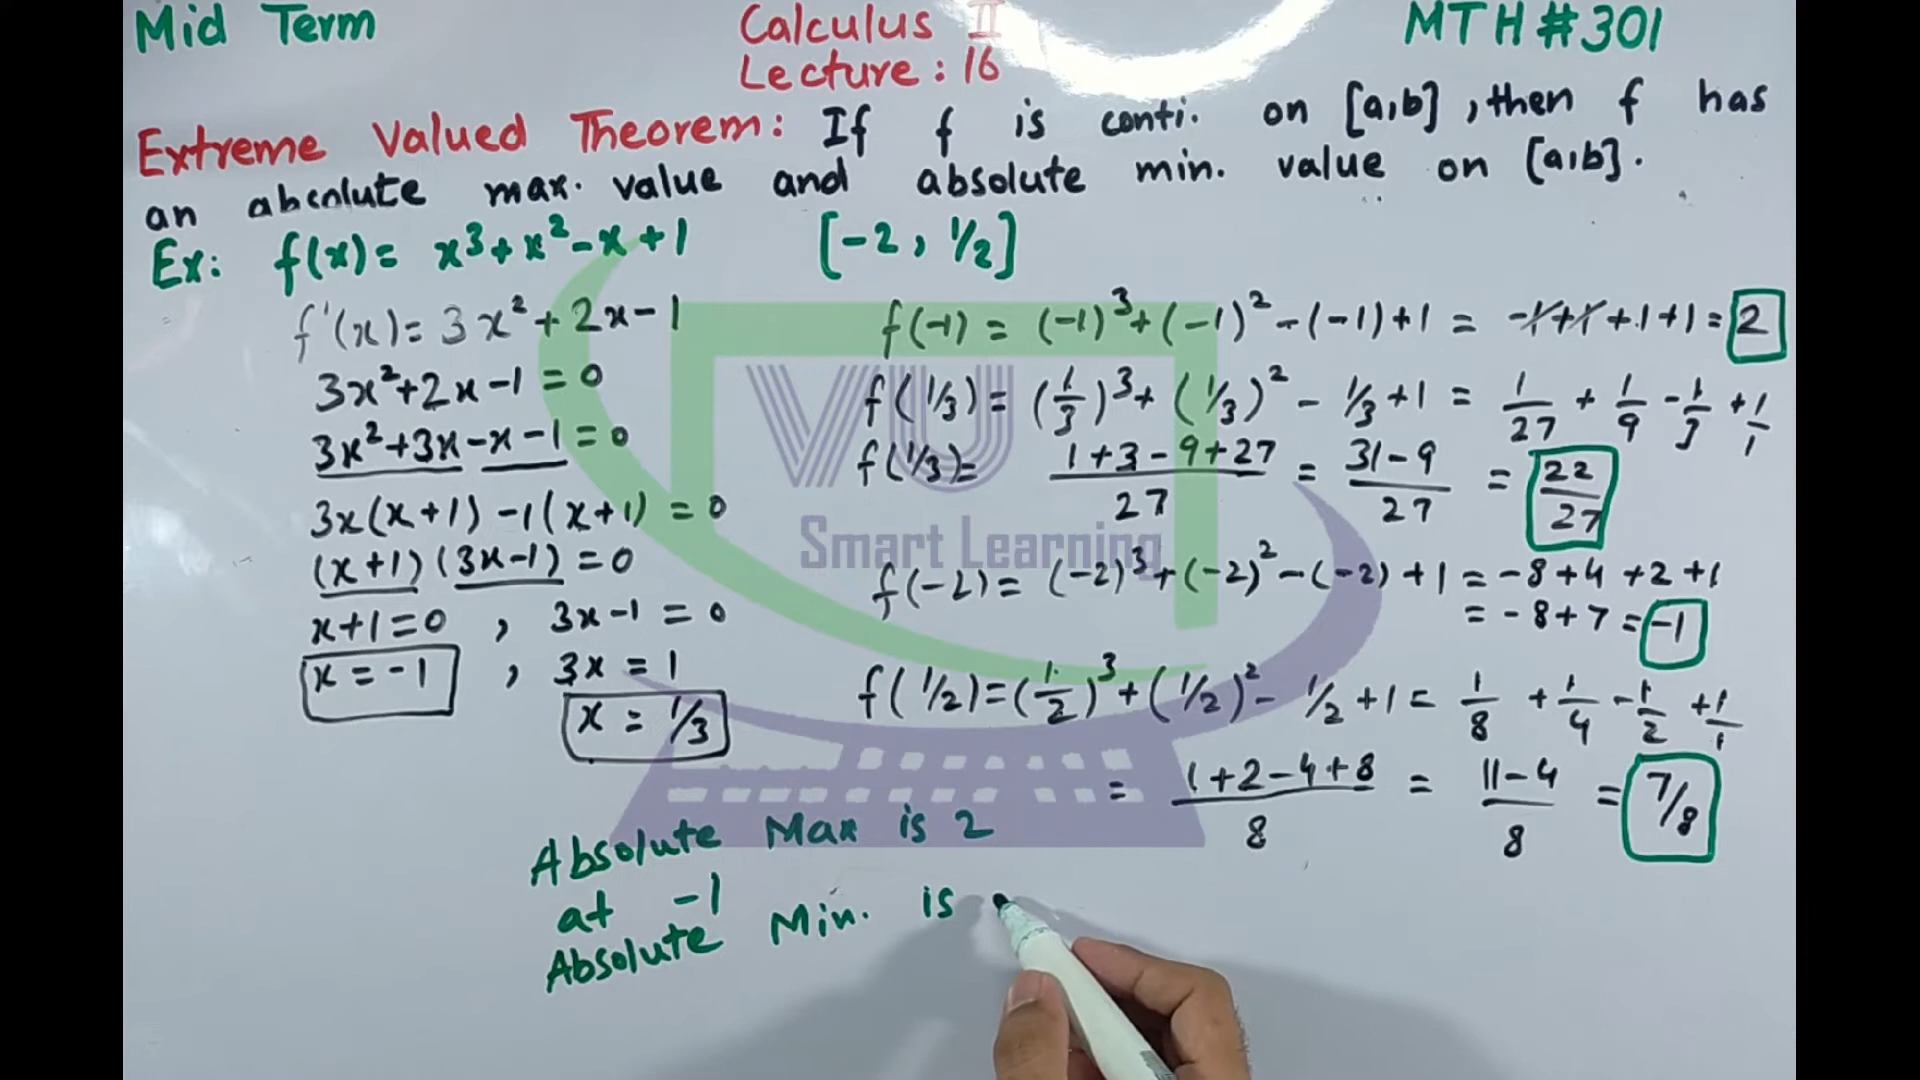 Mid Term
Calculus II
MTH#301
Lecture: 16
Extreme Valued Theorem: If f is conti. on [a,b], then f has
an absolute max. value and absolute min. value on [a,b].
Ex: f(x)= x³+x²-x+1 [-2, 1/2]
f'(x)= 3x²+2x-1
3x²+2x-1=0
3x²+3x-x-1=0
3x(x+1)-1(x+1)=0
(x+1)(3x-1)=0
x+1=0 , 3x-1=0
x=-1 , 3x=1
x=1/3
f(-1) = (-1)³+(-1)²-(-1)+1 = -1+1+1+1=2
f(1/3)= (1/3)³+(1/3)²-1/3+1 = 1/27 + 1/9 - 1/3 + 1/1
f(1/3)= 1+3-9+27/27 = 31-9/27 = 22/27
f(-2)= (-2)³+(-2)²-(-2)+1 = -8+4+2+1
= -8+7 = -1
f(1/2)=(1/2)³+(1/2)²-1/2+1= 1/8 + 1/4 - 1/2 + 1/1
= 1+2-4+8/8 = 11-4/8 = 7/8
Absolute Max is 2
at -1
Absolute Min. is
VU
Smart Learning